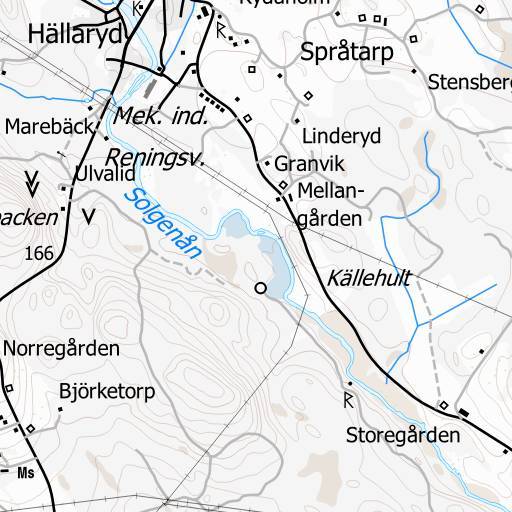 Hällaryd
Språtarp
Stensberg
Mek. ind.
Marebäck
Linderyd
Reningsv.
Granvik
Ulvalid
Mellan-
gården
Solgenån
backen
166
Källehult
Norregården
Björketorp
Storegården
Ms